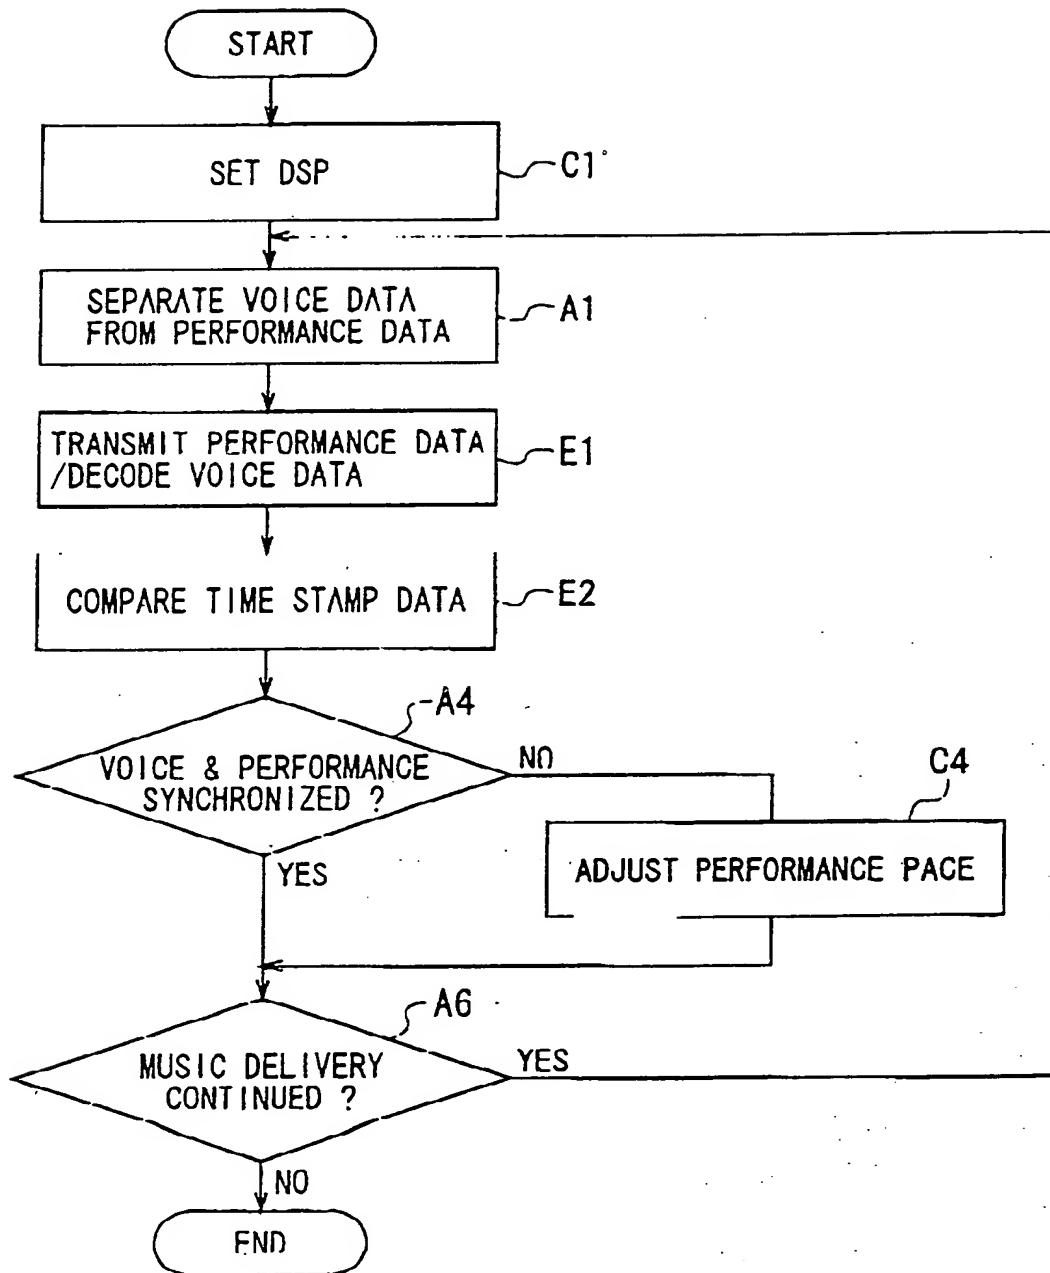 START
SET DSP
C1
SEPARATE VOICE DATA
FROM PERFORMANCE DATA
A1
TRANSMIT PERFORMANCE DATA
/DECODE VOICE DATA
E1
COMPARE TIME STAMP DATA
E2
A4
VOICE & PERFORMANCE
SYNCHRONIZED ?
NO
C4
ADJUST PERFORMANCE PACE
YES
A6
MUSIC DELIVERY
CONTINUED ?
YES
NO
END